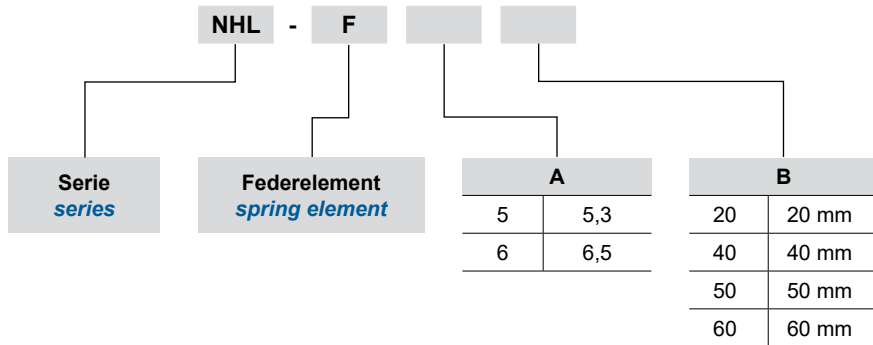 NHL - F
Serie
series
Federelement
spring element
A
5 5,3
6 6,5
B
20 20 mm
40 40 mm
50 50 mm
60 60 mm